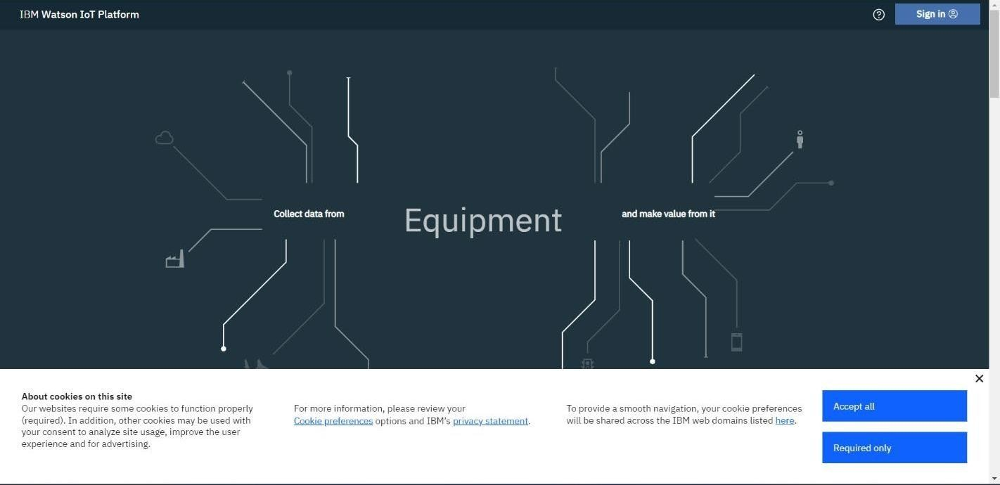 IBM Watson IoT Platform
Sign in
Collect data from
Equipment
and make value from it
About cookies on this site
Our websites require some cookies to function properly
(required). In addition, other cookies may be used with
your consent to analyze site usage, improve the user
experience and for advertising.
For more information, please review your
Cookie preferences options and IBM's privacy statement.
To provide a smooth navigation, your cookie preferences
will be shared across the IBM web domains listed here.
Accept all
Required only